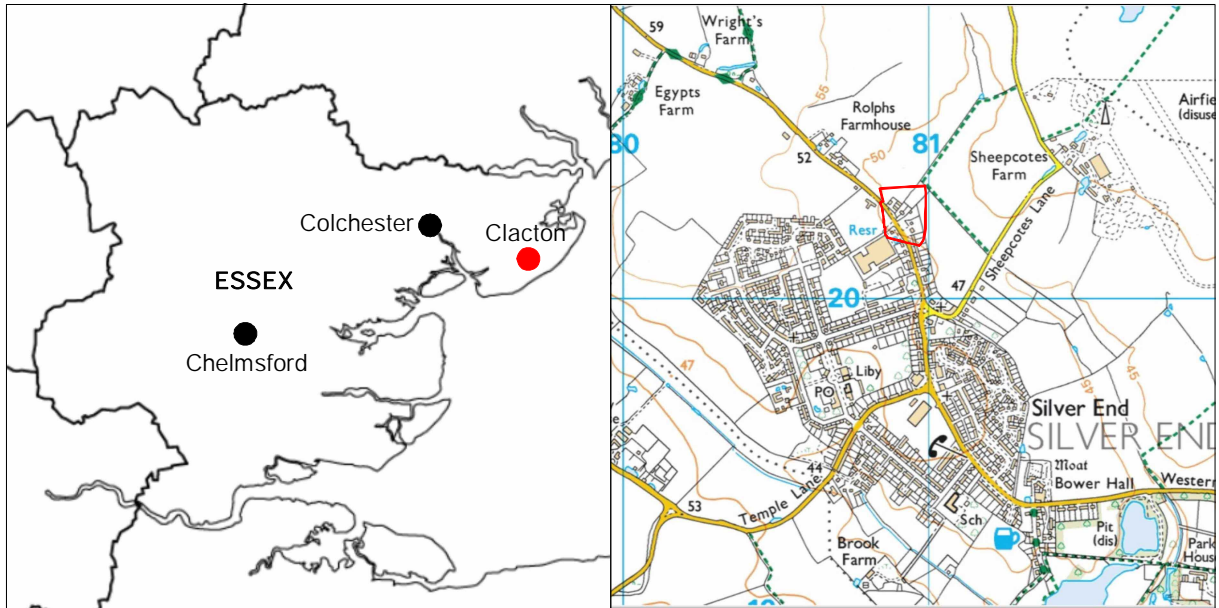 Colchester
Clacton
ESSEX
Chelmsford
59
Wright's
Farm
Egypts
Farm
55
Rolphs
Farmhouse
80
52
50
81
Airfie
(disuse
Sheepcotes
Farm
Resr
Sheepcotes Lane
47
20
47
Liby
PO
45
45
Silver End
SILVER END
44
Moat
Bower Hall
Western
Temple Lane
53
Sch
Pit
(dis)
Brook
Farm
Park
House